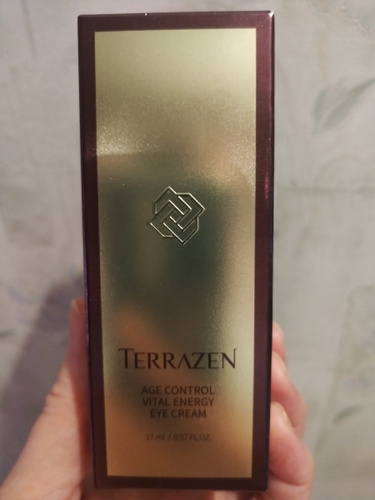 TERRAZEN
AGE CONTROL
VITAL ENERGY
EYE CREAM
17 ml / 0.57 FL.OZ.